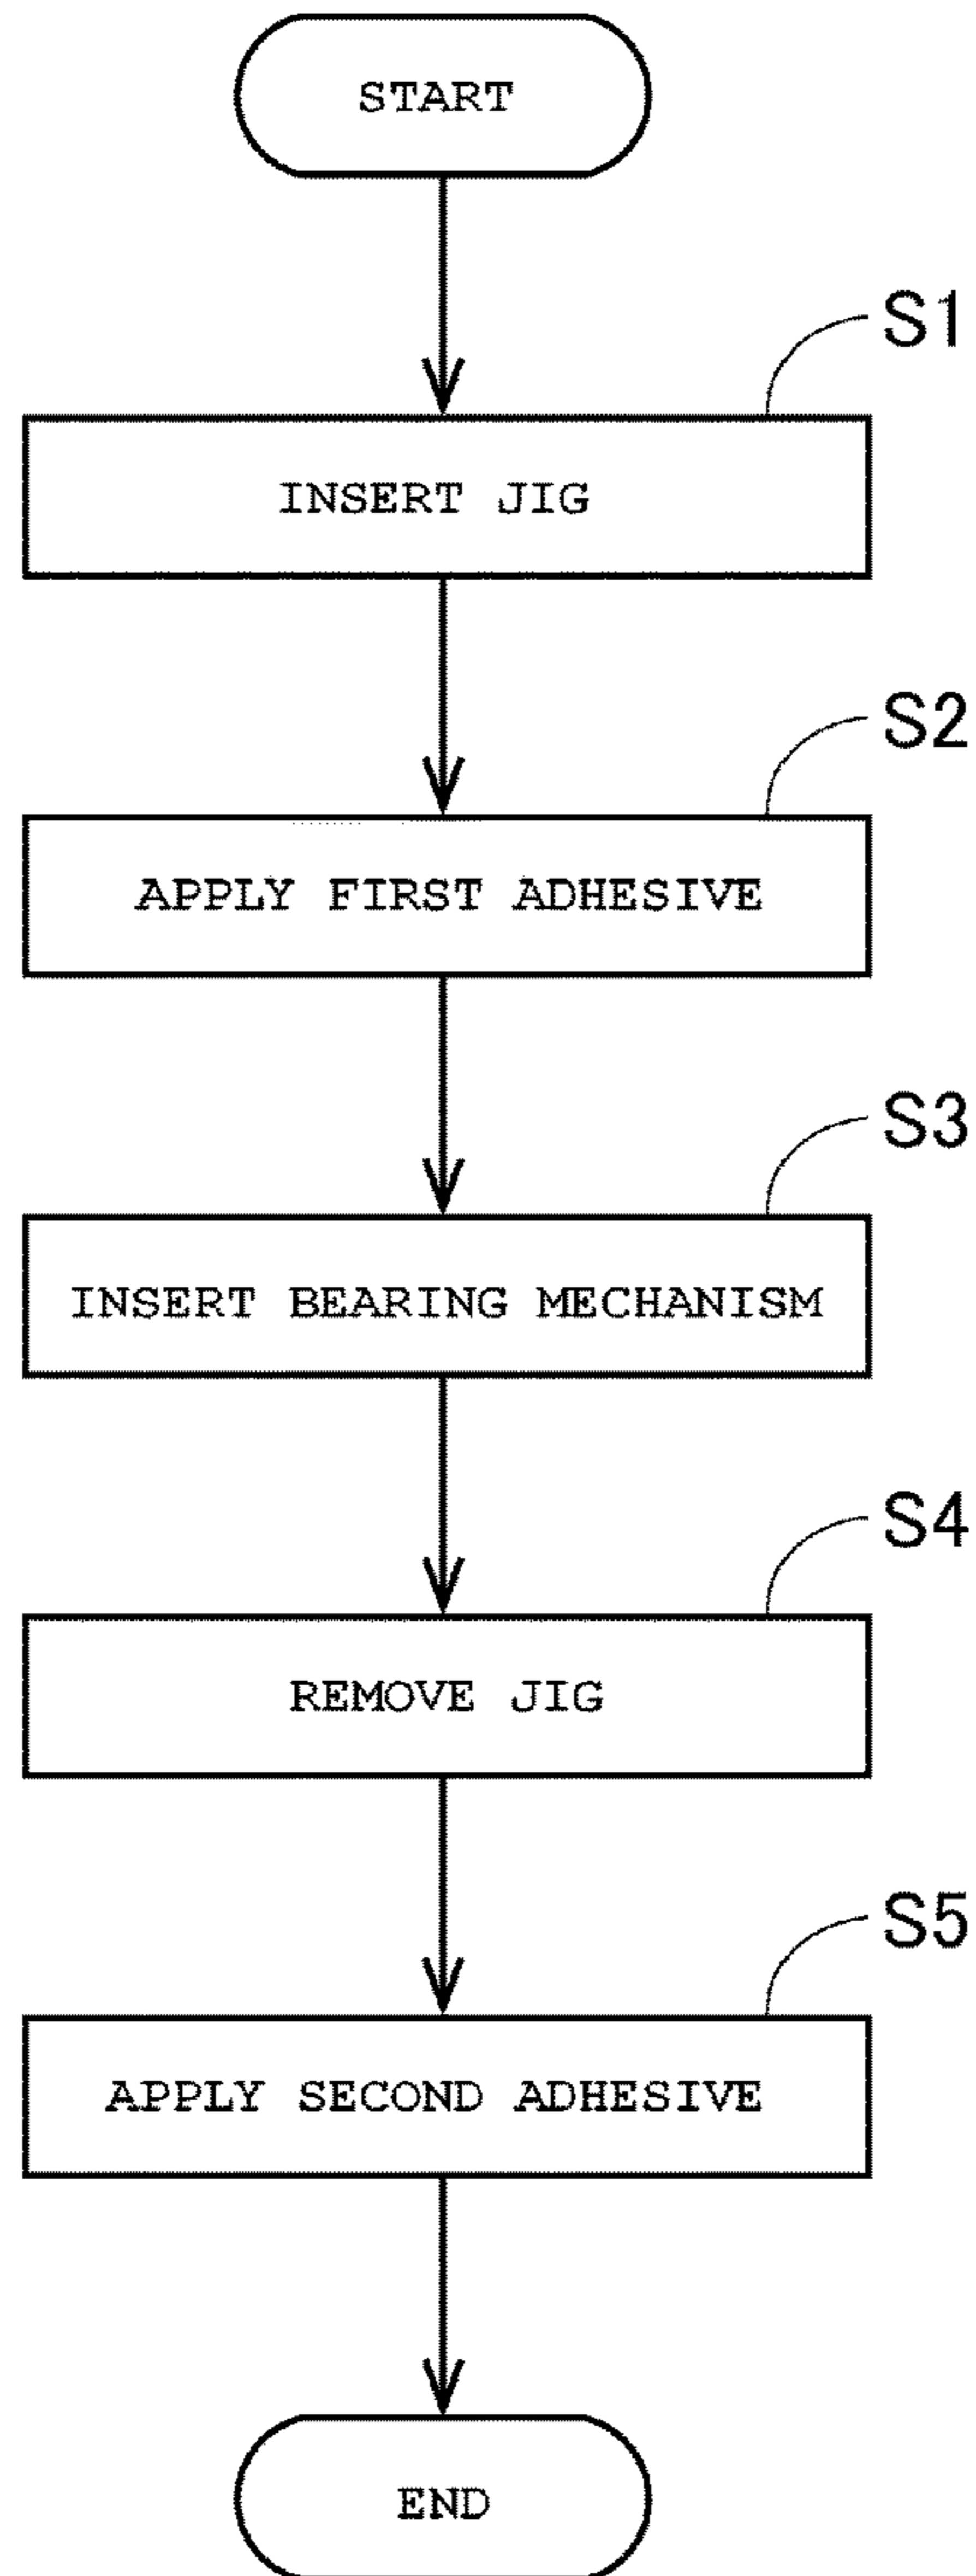 START
S1
INSERT JIG
S2
APPLY FIRST ADHESIVE
S3
INSERT BEARING MECHANISM
S4
REMOVE JIG
S5
APPLY SECOND ADHESIVE
END